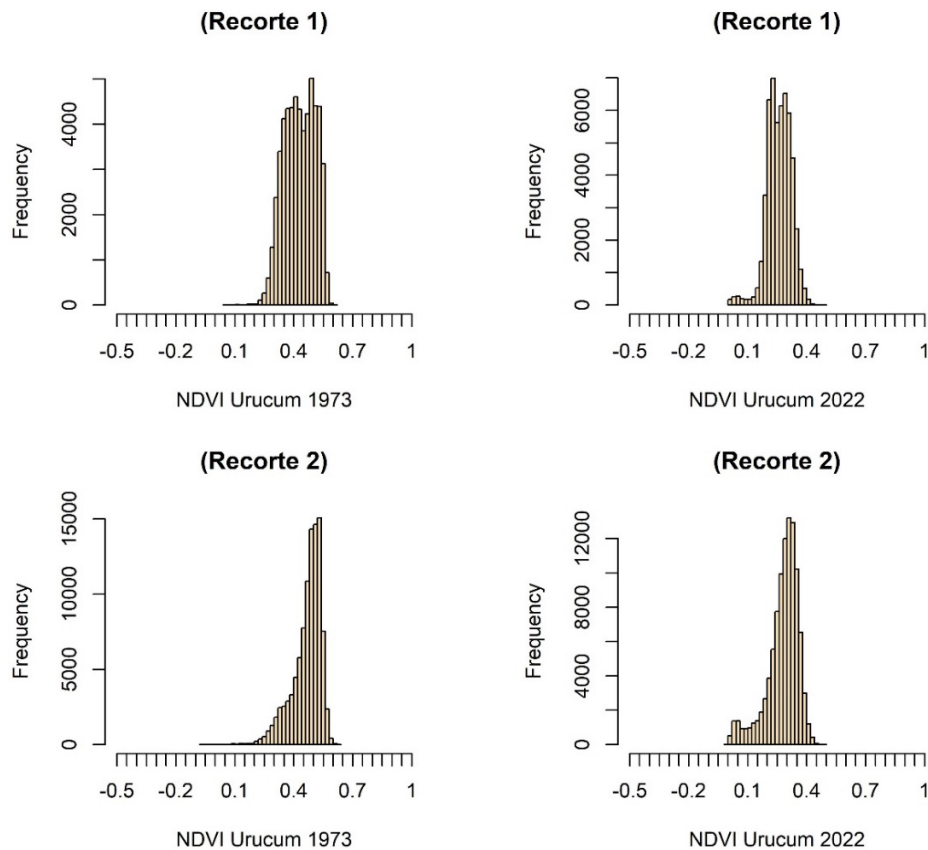 (Recorte 1)
Frequency
0
2000
4000
-0.5 -0.2 0.1 0.4 0.7 1
NDVI Urucum 1973
(Recorte 1)
Frequency
0
2000
4000
6000
-0.5 -0.2 0.1 0.4 0.7 1
NDVI Urucum 2022
(Recorte 2)
Frequency
0
5000
10000
15000
-0.5 -0.2 0.1 0.4 0.7 1
NDVI Urucum 1973
(Recorte 2)
Frequency
0
4000
8000
12000
-0.5 -0.2 0.1 0.4 0.7 1
NDVI Urucum 2022